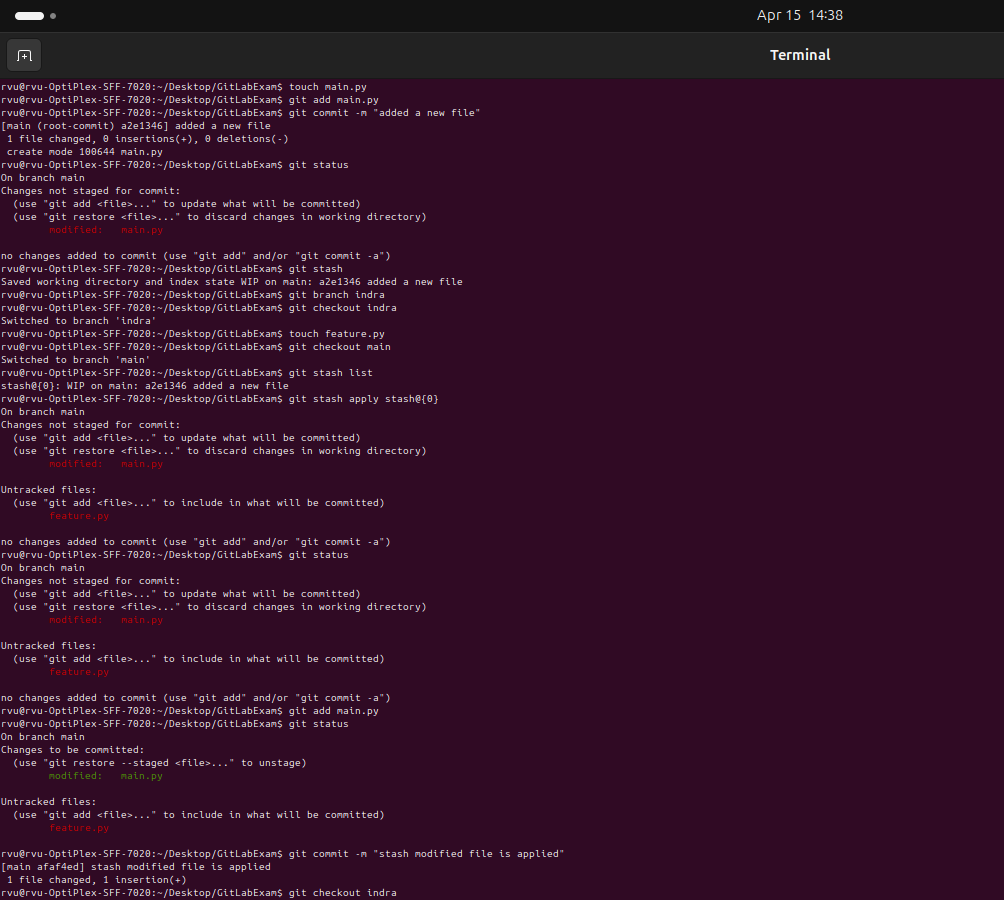 Apr 15 14:38
Terminal
rvu@rvu-OptiPlex-SFF-7020:~/Desktop/GitLabExam$ touch main.py
rvu@rvu-OptiPlex-SFF-7020:~/Desktop/GitLabExam$ git add main.py
rvu@rvu-OptiPlex-SFF-7020:~/Desktop/GitLabExam$ git commit -m "added a new file"
[main (root-commit) a2e1346] added a new file
 1 file changed, 0 insertions(+), 0 deletions(-)
 create mode 100644 main.py
rvu@rvu-OptiPlex-SFF-7020:~/Desktop/GitLabExam$ git status
On branch main
Changes not staged for commit:
  (use "git add <file>..." to update what will be committed)
  (use "git restore <file>..." to discard changes in working directory)
        modified:   main.py
no changes added to commit (use "git add" and/or "git commit -a")
rvu@rvu-OptiPlex-SFF-7020:~/Desktop/GitLabExam$ git stash
Saved working directory and index state WIP on main: a2e1346 added a new file
rvu@rvu-OptiPlex-SFF-7020:~/Desktop/GitLabExam$ git branch indra
rvu@rvu-OptiPlex-SFF-7020:~/Desktop/GitLabExam$ git checkout indra
Switched to branch 'indra'
rvu@rvu-OptiPlex-SFF-7020:~/Desktop/GitLabExam$ touch feature.py
rvu@rvu-OptiPlex-SFF-7020:~/Desktop/GitLabExam$ git checkout main
Switched to branch 'main'
rvu@rvu-OptiPlex-SFF-7020:~/Desktop/GitLabExam$ git stash list
stash@{0}: WIP on main: a2e1346 added a new file
rvu@rvu-OptiPlex-SFF-7020:~/Desktop/GitLabExam$ git stash apply stash@{0}
On branch main
Changes not staged for commit:
  (use "git add <file>..." to update what will be committed)
  (use "git restore <file>..." to discard changes in working directory)
        modified:   main.py
Untracked files:
  (use "git add <file>..." to include in what will be committed)
        feature.py
no changes added to commit (use "git add" and/or "git commit -a")
rvu@rvu-OptiPlex-SFF-7020:~/Desktop/GitLabExam$ git status
On branch main
Changes not staged for commit:
  (use "git add <file>..." to update what will be committed)
  (use "git restore <file>..." to discard changes in working directory)
        modified:   main.py
Untracked files:
  (use "git add <file>..." to include in what will be committed)
        feature.py
no changes added to commit (use "git add" and/or "git commit -a")
rvu@rvu-OptiPlex-SFF-7020:~/Desktop/GitLabExam$ git add main.py
rvu@rvu-OptiPlex-SFF-7020:~/Desktop/GitLabExam$ git status
On branch main
Changes to be committed:
  (use "git restore --staged <file>..." to unstage)
        modified:   main.py
Untracked files:
  (use "git add <file>..." to include in what will be committed)
        feature.py
rvu@rvu-OptiPlex-SFF-7020:~/Desktop/GitLabExam$ git commit -m "stash modified file is applied"
[main afaf4ed] stash modified file is applied
 1 file changed, 1 insertion(+)
rvu@rvu-OptiPlex-SFF-7020:~/Desktop/GitLabExam$ git checkout indra